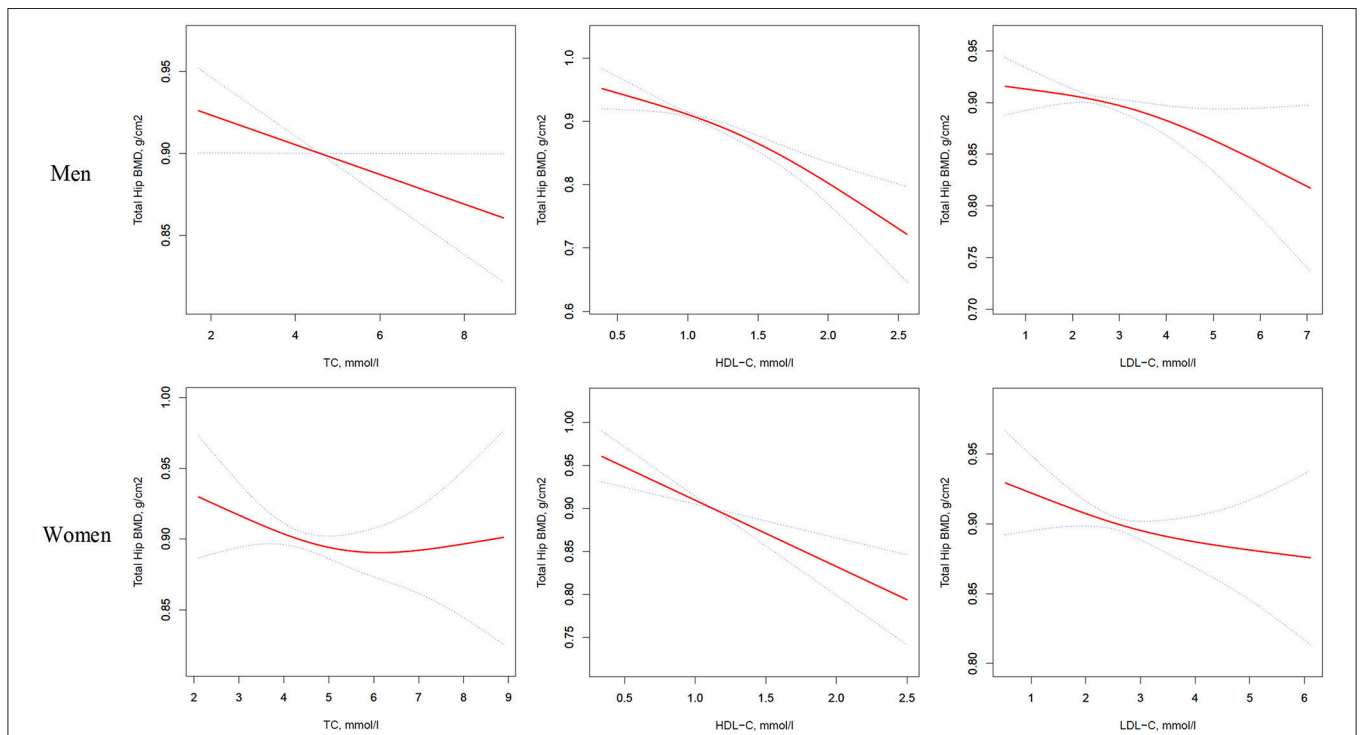 Men
Total Hip BMD, g/cm2
0.95
0.90
0.85
2 4 6 8
TC, mmol/l
Total Hip BMD, g/cm2
1.0
0.9
0.8
0.7
0.6
0.5 1.0 1.5 2.0 2.5
HDL−C, mmol/l
Total Hip BMD, g/cm2
0.95
0.90
0.85
0.80
0.75
0.70
1 2 3 4 5 6 7
LDL−C, mmol/l
Women
Total Hip BMD, g/cm2
1.00
0.95
0.90
0.85
2 3 4 5 6 7 8 9
TC, mmol/l
Total Hip BMD, g/cm2
1.00
0.95
0.90
0.85
0.80
0.75
0.5 1.0 1.5 2.0 2.5
HDL−C, mmol/l
Total Hip BMD, g/cm2
0.95
0.90
0.85
0.80
1 2 3 4 5 6
LDL−C, mmol/l